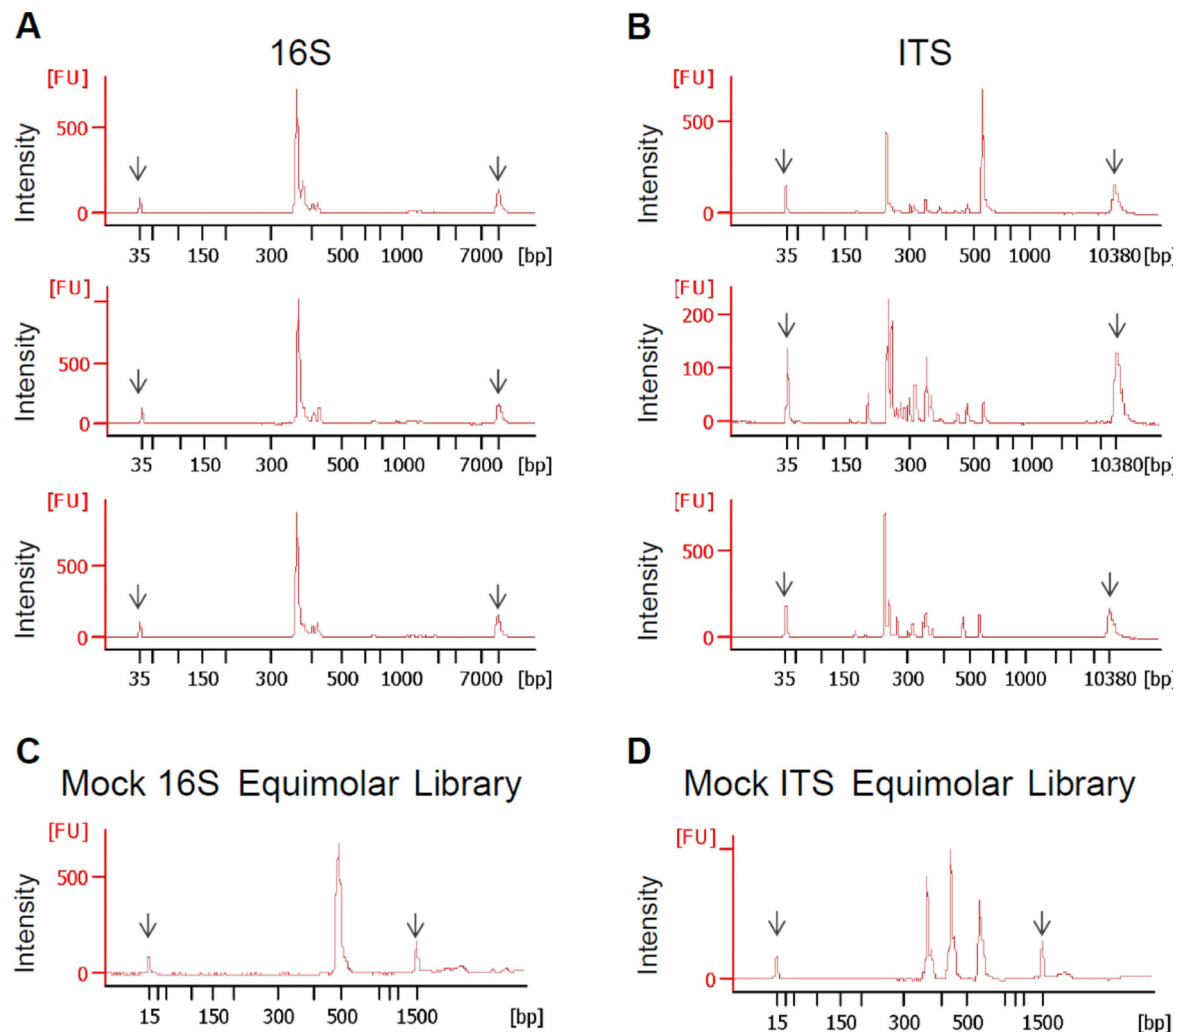 A
16S
[FU]
Intensity
500
0
35 150 300 500 1000 7000 [bp]
[FU]
Intensity
500
0
35 150 300 500 1000 7000 [bp]
[FU]
Intensity
500
0
35 150 300 500 1000 7000 [bp]
B
ITS
[FU]
Intensity
500
0
35 150 300 500 1000 10380 [bp]
[FU]
Intensity
200
100
0
35 150 300 500 1000 10380 [bp]
[FU]
Intensity
500
0
35 150 300 500 1000 10380 [bp]
C
Mock 16S Equimolar Library
[FU]
Intensity
500
0
15 150 300 500 1500 [bp]
D
Mock ITS Equimolar Library
[FU]
Intensity
0
15 150 300 500 1500 [bp]